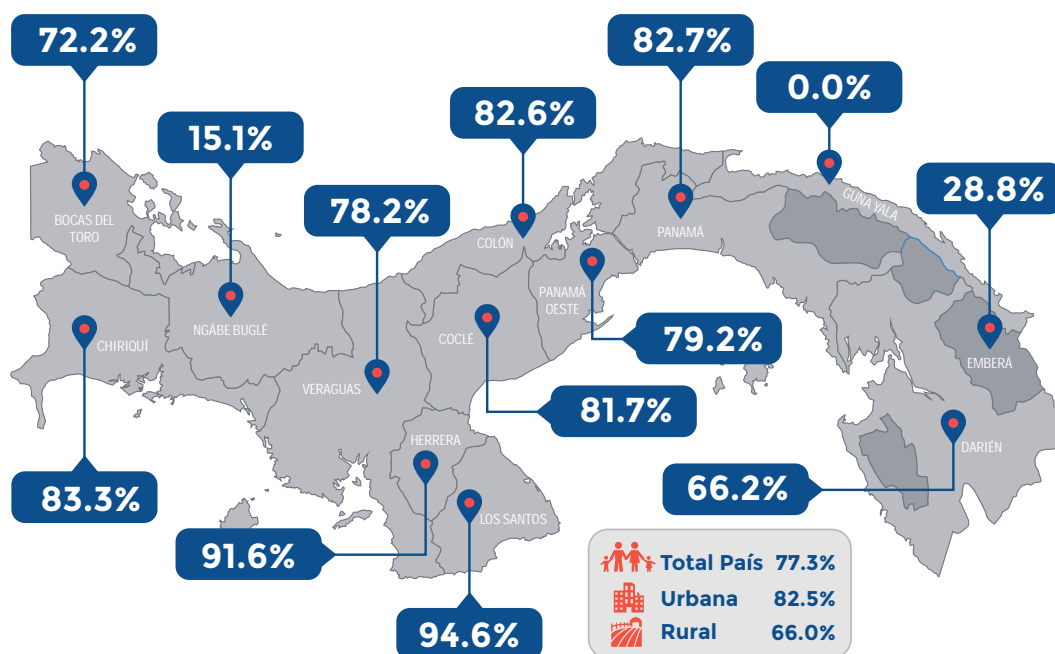 72.2%
82.7%
0.0%
82.6%
15.1%
28.8%
78.2%
BOCAS DEL
TORO
COLÓN
PANAMÁ
GUNA YALA
PANAMÁ
OESTE
NGÄBE BUGLÉ
CHIRIQUÍ
COCLÉ
79.2%
EMBERÁ
VERAGUAS
81.7%
HERRERA
DARIÉN
83.3%
66.2%
LOS SANTOS
91.6%
94.6%
Total País 77.3%
Urbana 82.5%
Rural 66.0%